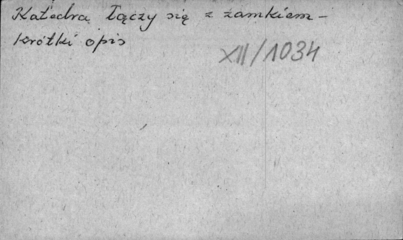 Katedra łączy się z zamkiem –
krótki opis
XII/1034